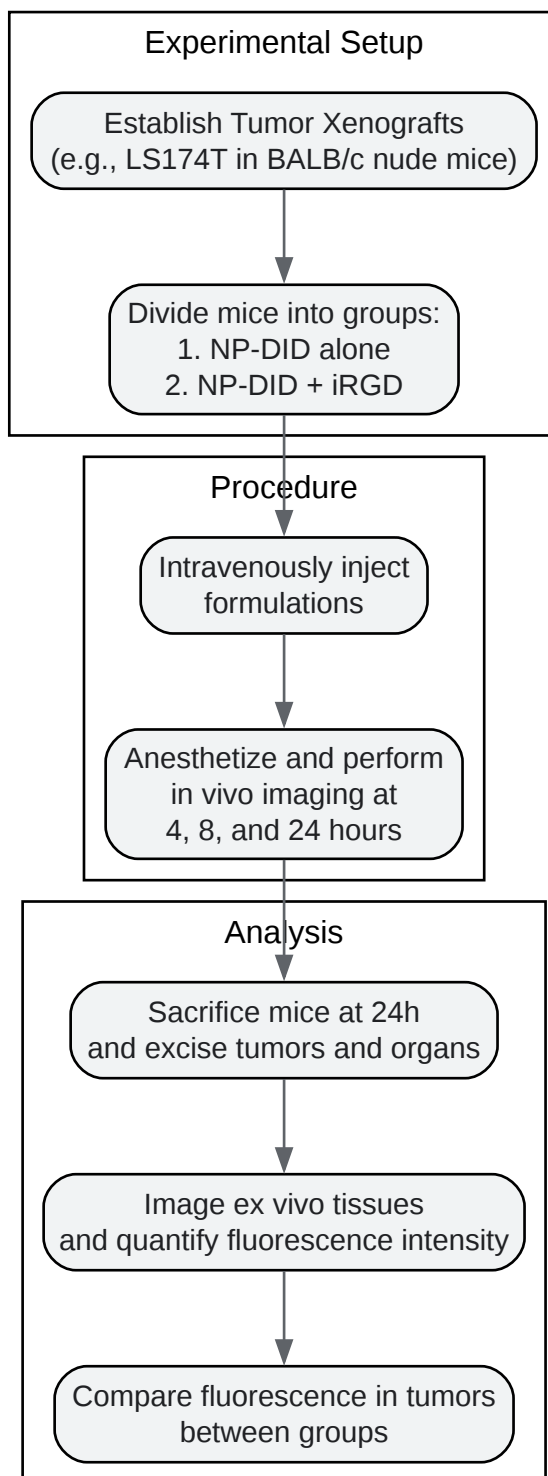 Experimental Setup
Establish Tumor Xenografts
(e.g., LS174T in BALB/c nude mice)
Divide mice into groups:
1. NP-DID alone
2. NP-DID + iRGD
Procedure
Intravenously inject
formulations
Anesthetize and perform
in vivo imaging at
4, 8, and 24 hours
Analysis
Sacrifice mice at 24h
and excise tumors and organs
Image ex vivo tissues
and quantify fluorescence intensity
Compare fluorescence in tumors
between groups